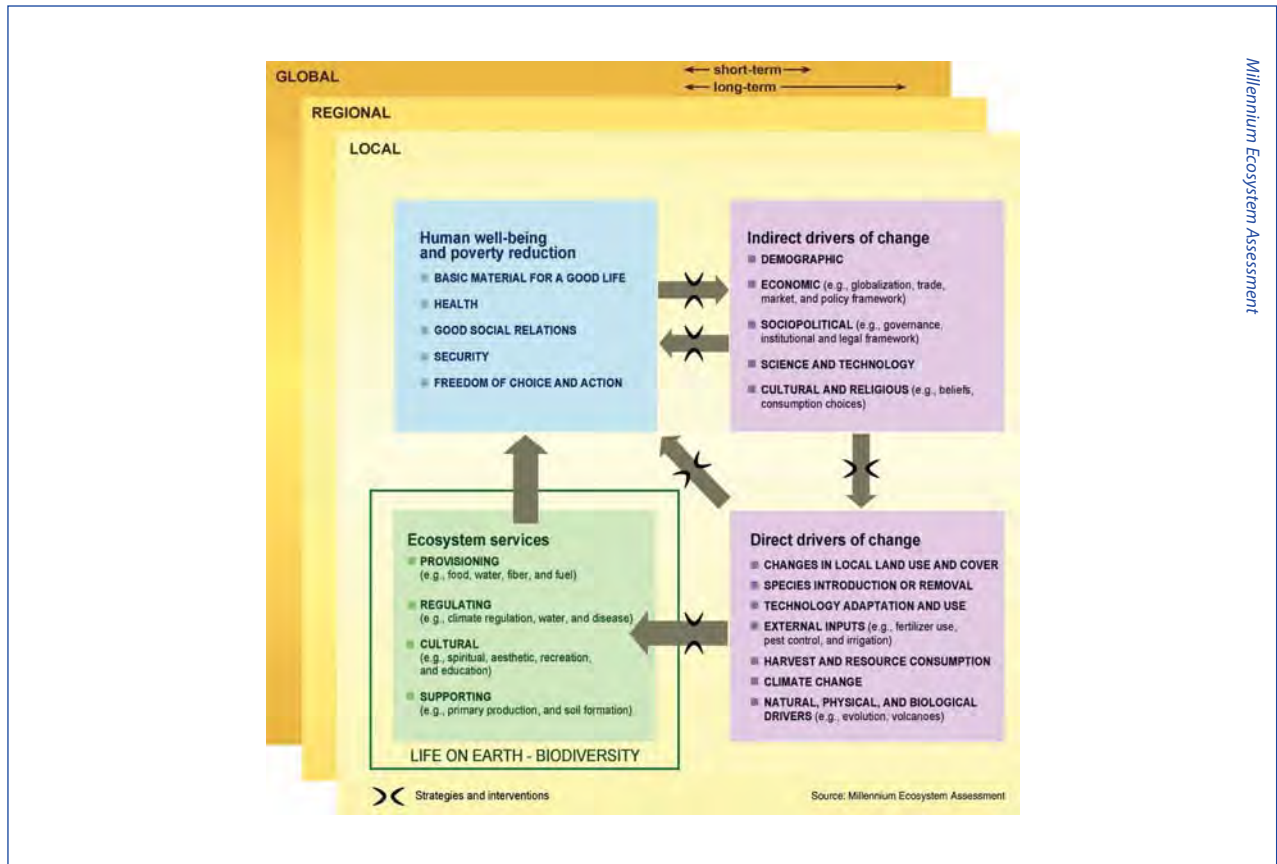 Millennium Ecosystem Assessment
GLOBAL
short-term
long-term
REGIONAL
LOCAL
Human well-being
and poverty reduction
BASIC MATERIAL FOR A GOOD LIFE
HEALTH
GOOD SOCIAL RELATIONS
SECURITY
FREEDOM OF CHOICE AND ACTION
Indirect drivers of change
DEMOGRAPHIC
ECONOMIC (e.g., globalization, trade,
market, and policy framework)
SOCIOPOLITICAL (e.g., governance,
institutional and legal framework)
SCIENCE AND TECHNOLOGY
CULTURAL AND RELIGIOUS (e.g., beliefs,
consumption choices)
Ecosystem services
PROVISIONING
(e.g., food, water, fiber, and fuel)
REGULATING
(e.g., climate regulation, water, and disease)
CULTURAL
(e.g., spiritual, aesthetic, recreation,
and education)
SUPPORTING
(e.g., primary production, and soil formation)
LIFE ON EARTH - BIODIVERSITY
Direct drivers of change
CHANGES IN LOCAL LAND USE AND COVER
SPECIES INTRODUCTION OR REMOVAL
TECHNOLOGY ADAPTATION AND USE
EXTERNAL INPUTS (e.g., fertilizer use,
pest control, and irrigation)
HARVEST AND RESOURCE CONSUMPTION
CLIMATE CHANGE
NATURAL, PHYSICAL, AND BIOLOGICAL
DRIVERS (e.g., evolution, volcanoes)
Strategies and interventions
Source: Millennium Ecosystem Assessment